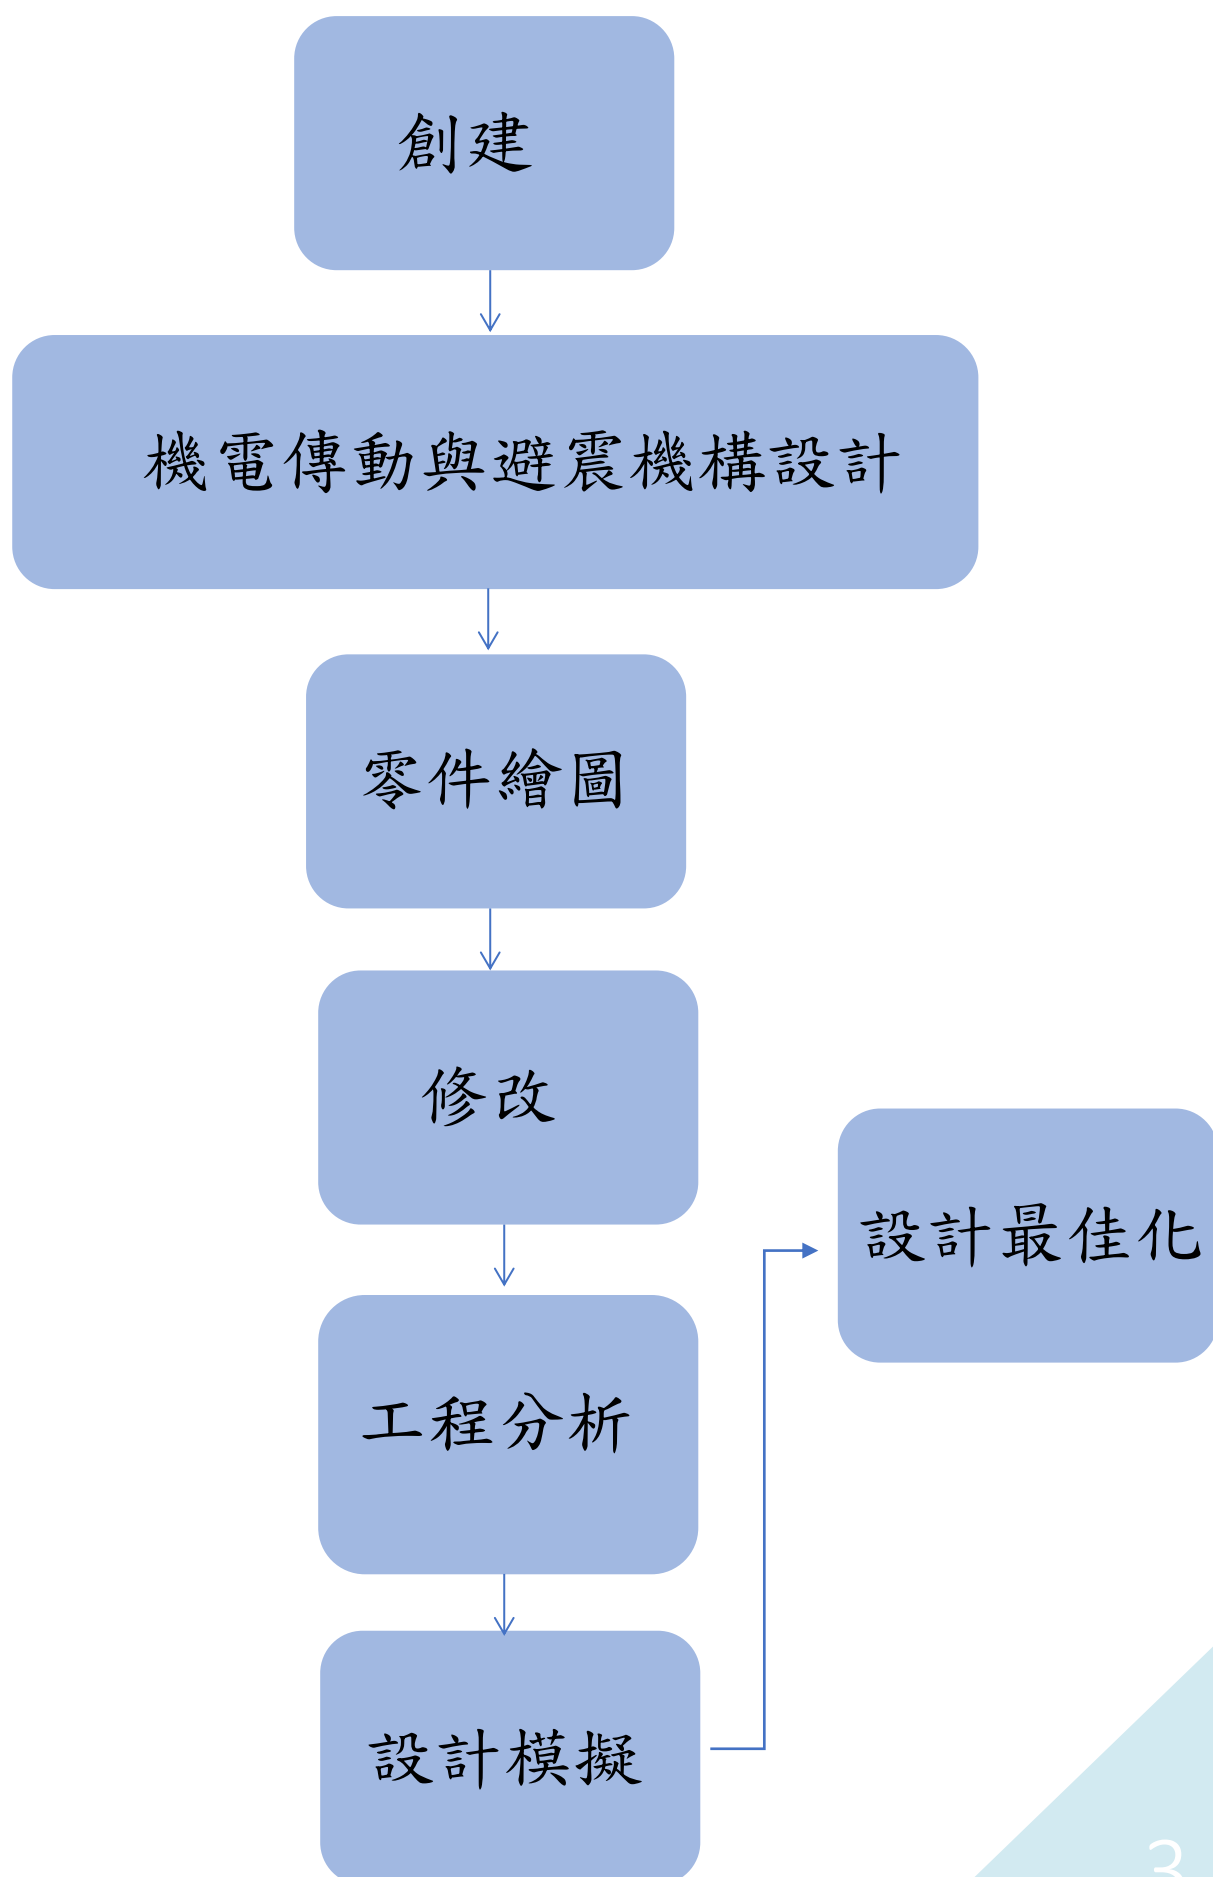 創建
機電傳動與避震機構設計
零件繪圖
修改
設計最佳化
工程分析
設計模擬
3